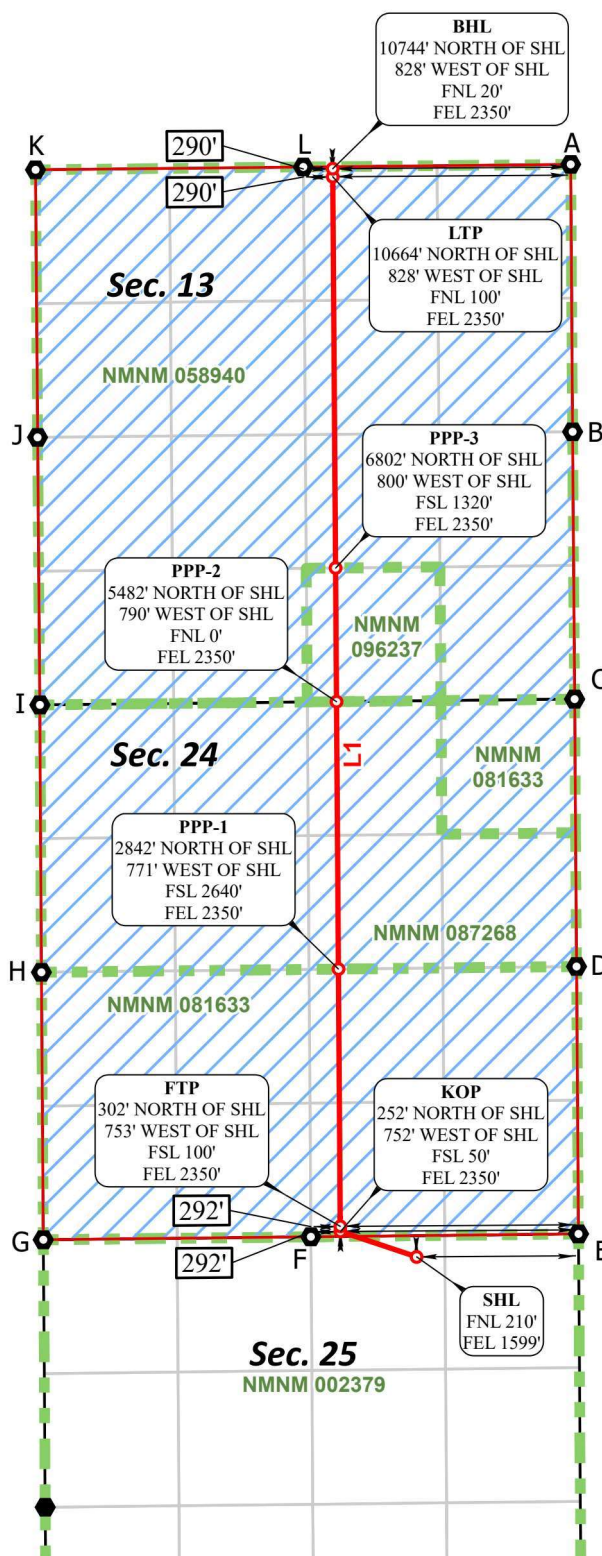 BHL
10744' NORTH OF SHL
828' WEST OF SHL
FNL 20'
FEL 2350'
K
290'
L
A
290'
LTP
10664' NORTH OF SHL
828' WEST OF SHL
FNL 100'
FEL 2350'
Sec. 13
NMNM 058940
J
B
PPP-3
6802' NORTH OF SHL
800' WEST OF SHL
FSL 1320'
FEL 2350'
PPP-2
5482' NORTH OF SHL
790' WEST OF SHL
FNL 0'
FEL 2350'
NMNM
096237
I
C
Sec. 24
L1
NMNM
081633
PPP-1
2842' NORTH OF SHL
771' WEST OF SHL
FSL 2640'
FEL 2350'
NMNM 087268
H
D
NMNM 081633
FTP
302' NORTH OF SHL
753' WEST OF SHL
FSL 100'
FEL 2350'
KOP
252' NORTH OF SHL
752' WEST OF SHL
FSL 50'
FEL 2350'
292'
G
F
E
292'
SHL
FNL 210'
FEL 1599'
Sec. 25
NMNM 002379